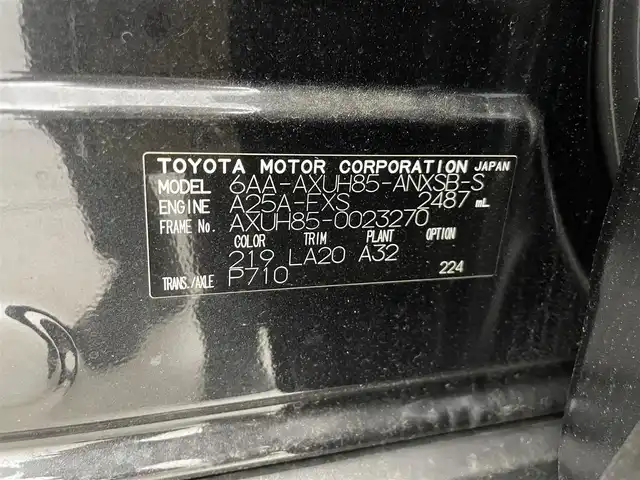 TOYOTA MOTOR CORPORATION JAPAN
MODEL 6AA-AXUH85-ANXSB-S
ENGINE A25A-FXS 2487 mL
FRAME No. AXUH85-0023270
COLOR TRIM PLANT OPTION
219 LA20 A32
TRANS./AXLE P710 224